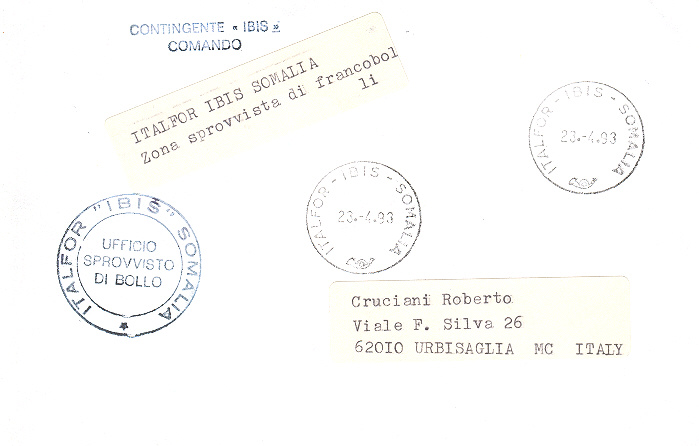 CONTINGENTE « IBIS »
COMANDO
ITALFOR IBIS SOMALIA
Zona sprovvista di francobol
li
ITALFOR - IBIS - SOMALIA
23.-4.93
ITALFOR - IBIS - SOMALIA
23.-4.93
ITALFOR "IBIS" SOMALIA
UFFICIO
SPROVVISTO
DI BOLLO
Cruciani Roberto
Viale F. Silva 26
62010 URBISAGLIA MC ITALY